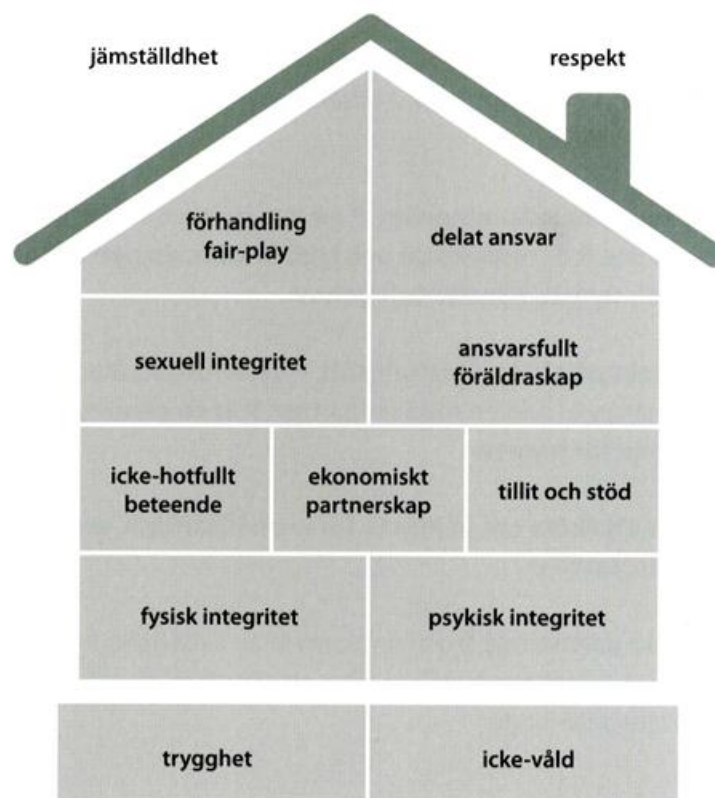 jämställdhet
respekt
förhandling
fair-play
delat ansvar
sexuell integritet
ansvarsfullt
föräldraskap
icke-hotfullt
beteende
ekonomiskt
partnerskap
tillit och stöd
fysisk integritet
psykisk integritet
trygghet
icke-våld